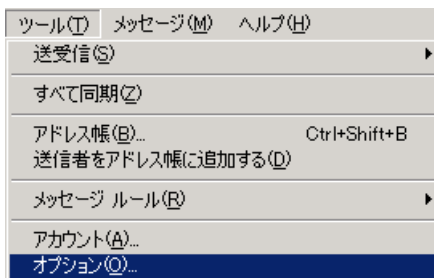 ツール(T) メッセージ(M) ヘルプ(H)
送受信(S)
すべて同期(Z)
アドレス帳(B)... Ctrl+Shift+B
送信者をアドレス帳に追加する(D)
メッセージ ルール(R)
アカウント(A)...
オプション(O)...